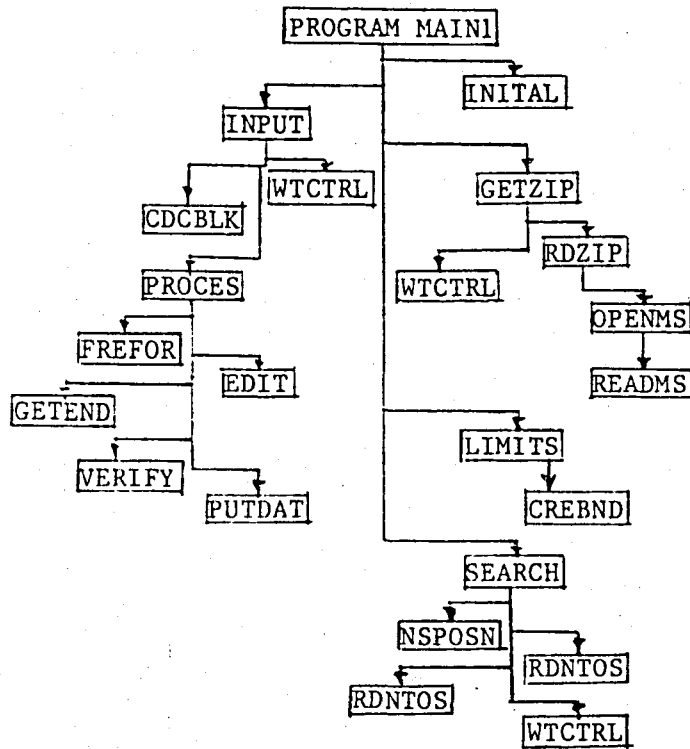 PROGRAM MAIN1
INITAL
INPUT
WTCTRL
GETZIP
CDCBLK
RDZIP
WTCTRL
PROCES
OPENMS
FREFOR
EDIT
READMS
GETEND
LIMITS
VERIFY
PUTDAT
CREBND
SEARCH
NSPOSN
RDNTOS
RDNTOS
WTCTRL